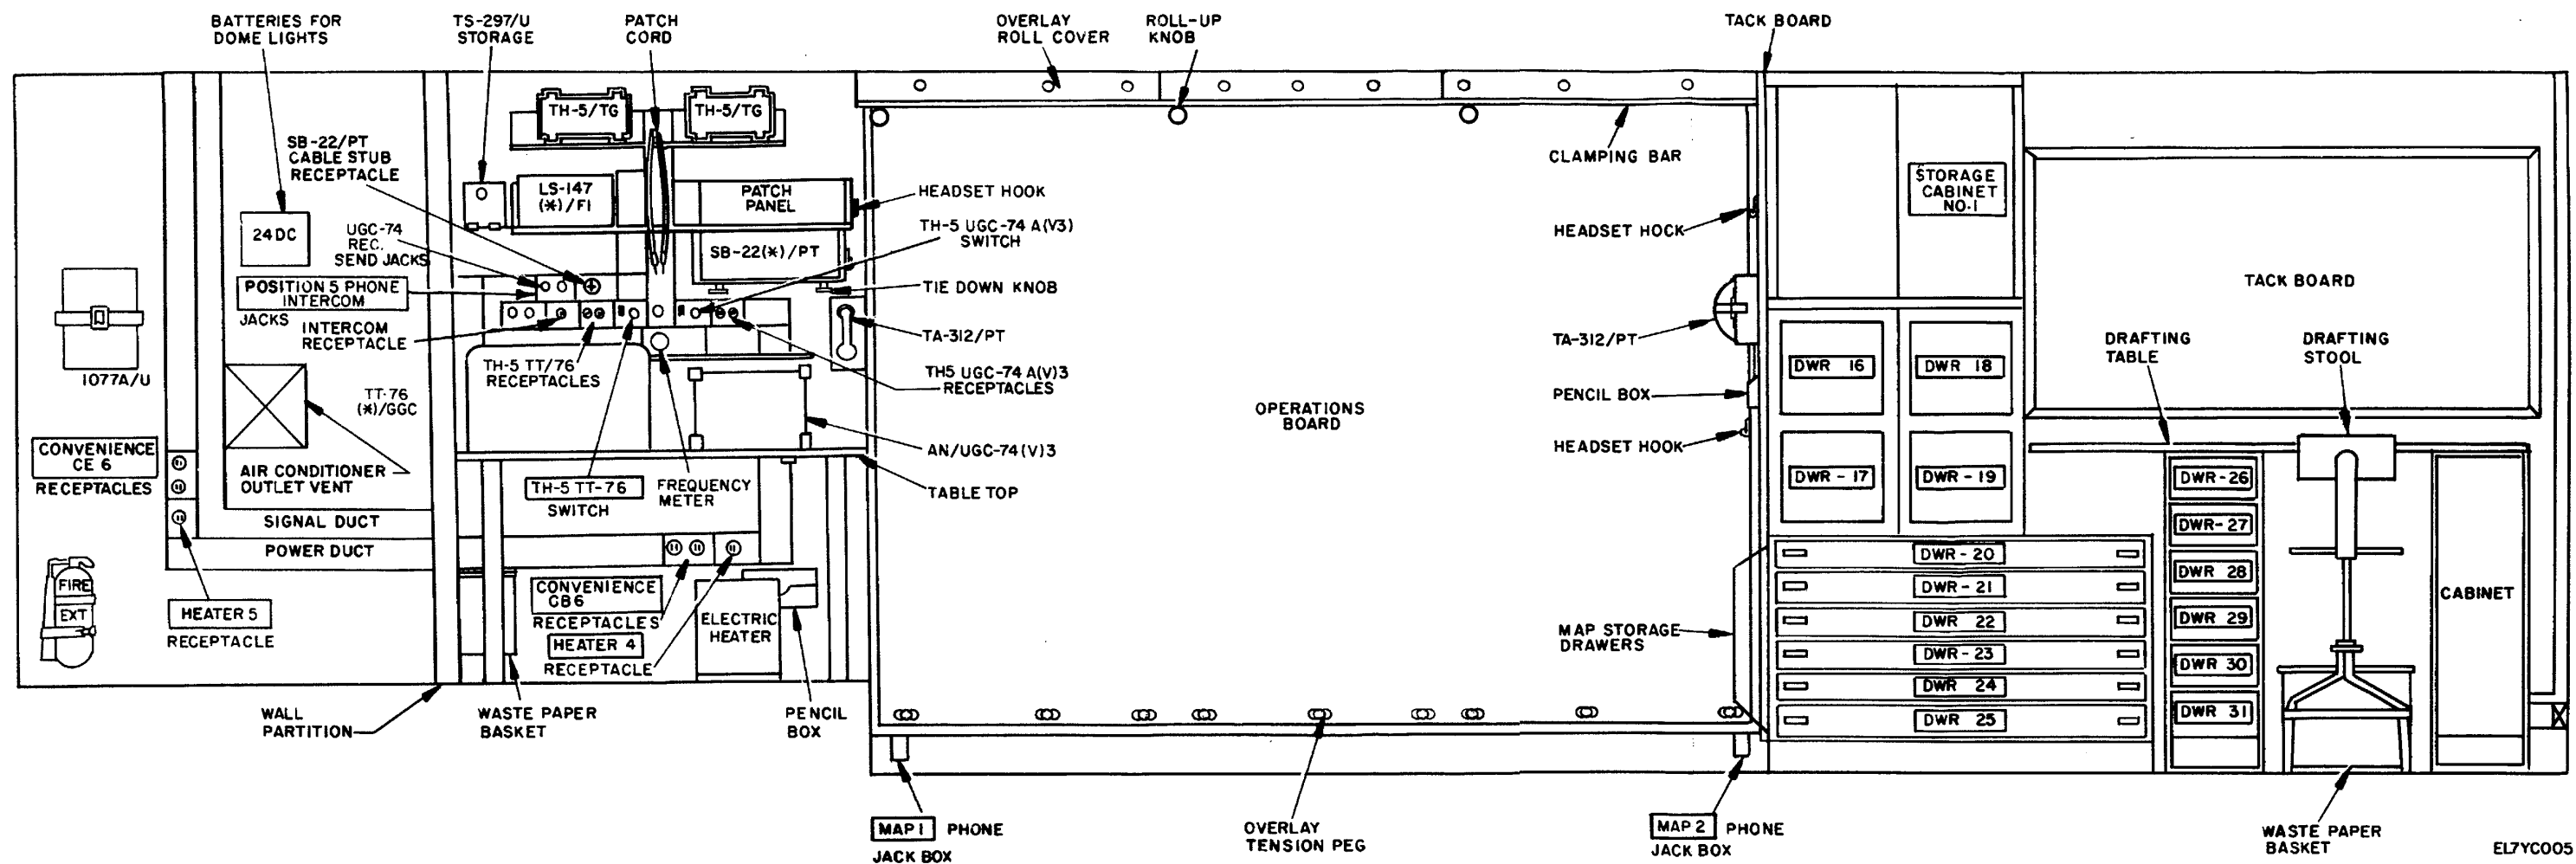 BATTERIES FOR
DOME LIGHTS
TS-297/U
STORAGE
PATCH
CORD
OVERLAY
ROLL COVER
ROLL-UP
KNOB
TACK BOARD
TH-5/TG
TH-5/TG
SB-22/PT
CABLE STUB
RECEPTACLE
CLAMPING BAR
LS-147
(*)/FI
PATCH
PANEL
HEADSET HOOK
STORAGE
CABINET
NO.1
24 DC
UGC-74
REC.
SEND JACKS
TH-5 UGC-74 A(V3)
SWITCH
SB-22(*)/PT
HEADSET HOCK
POSITION 5 PHONE
INTERCOM
JACKS
TIE DOWN KNOB
TACK BOARD
INTERCOM
RECEPTACLE
TA-312/PT
TA-312/PT
DRAFTING
TABLE
DRAFTING
STOOL
1077A/U
TH-5 TT/76
RECEPTACLES
TH5 UGC-74 A(V)3
RECEPTACLES
DWR 16
DWR 18
TT-76
(*)/GGC
PENCIL BOX
OPERATIONS
BOARD
CONVENIENCE
CE 6
RECEPTACLES
AN/UGC-74(V)3
HEADSET HOOK
AIR CONDITIONER
OUTLET VENT
TH-5 TT-76
SWITCH
FREQUENCY
METER
TABLE TOP
DWR - 17
DWR - 19
DWR-26
SIGNAL DUCT
DWR-27
POWER DUCT
DWR - 20
DWR 28
FIRE
EXT
CONVENIENCE
CB6
RECEPTACLES
DWR - 21
CABINET
HEATER 5
RECEPTACLE
ELECTRIC
HEATER
DWR 22
DWR 29
HEATER 4
RECEPTACLE
MAP STORAGE
DRAWERS
DWR - 23
DWR 30
DWR 24
WALL
PARTITION
WASTE PAPER
BASKET
PENCIL
BOX
DWR 25
DWR 31
MAP 1 PHONE
JACK BOX
OVERLAY
TENSION PEG
MAP 2 PHONE
JACK BOX
WASTE PAPER
BASKET
EL7YC005